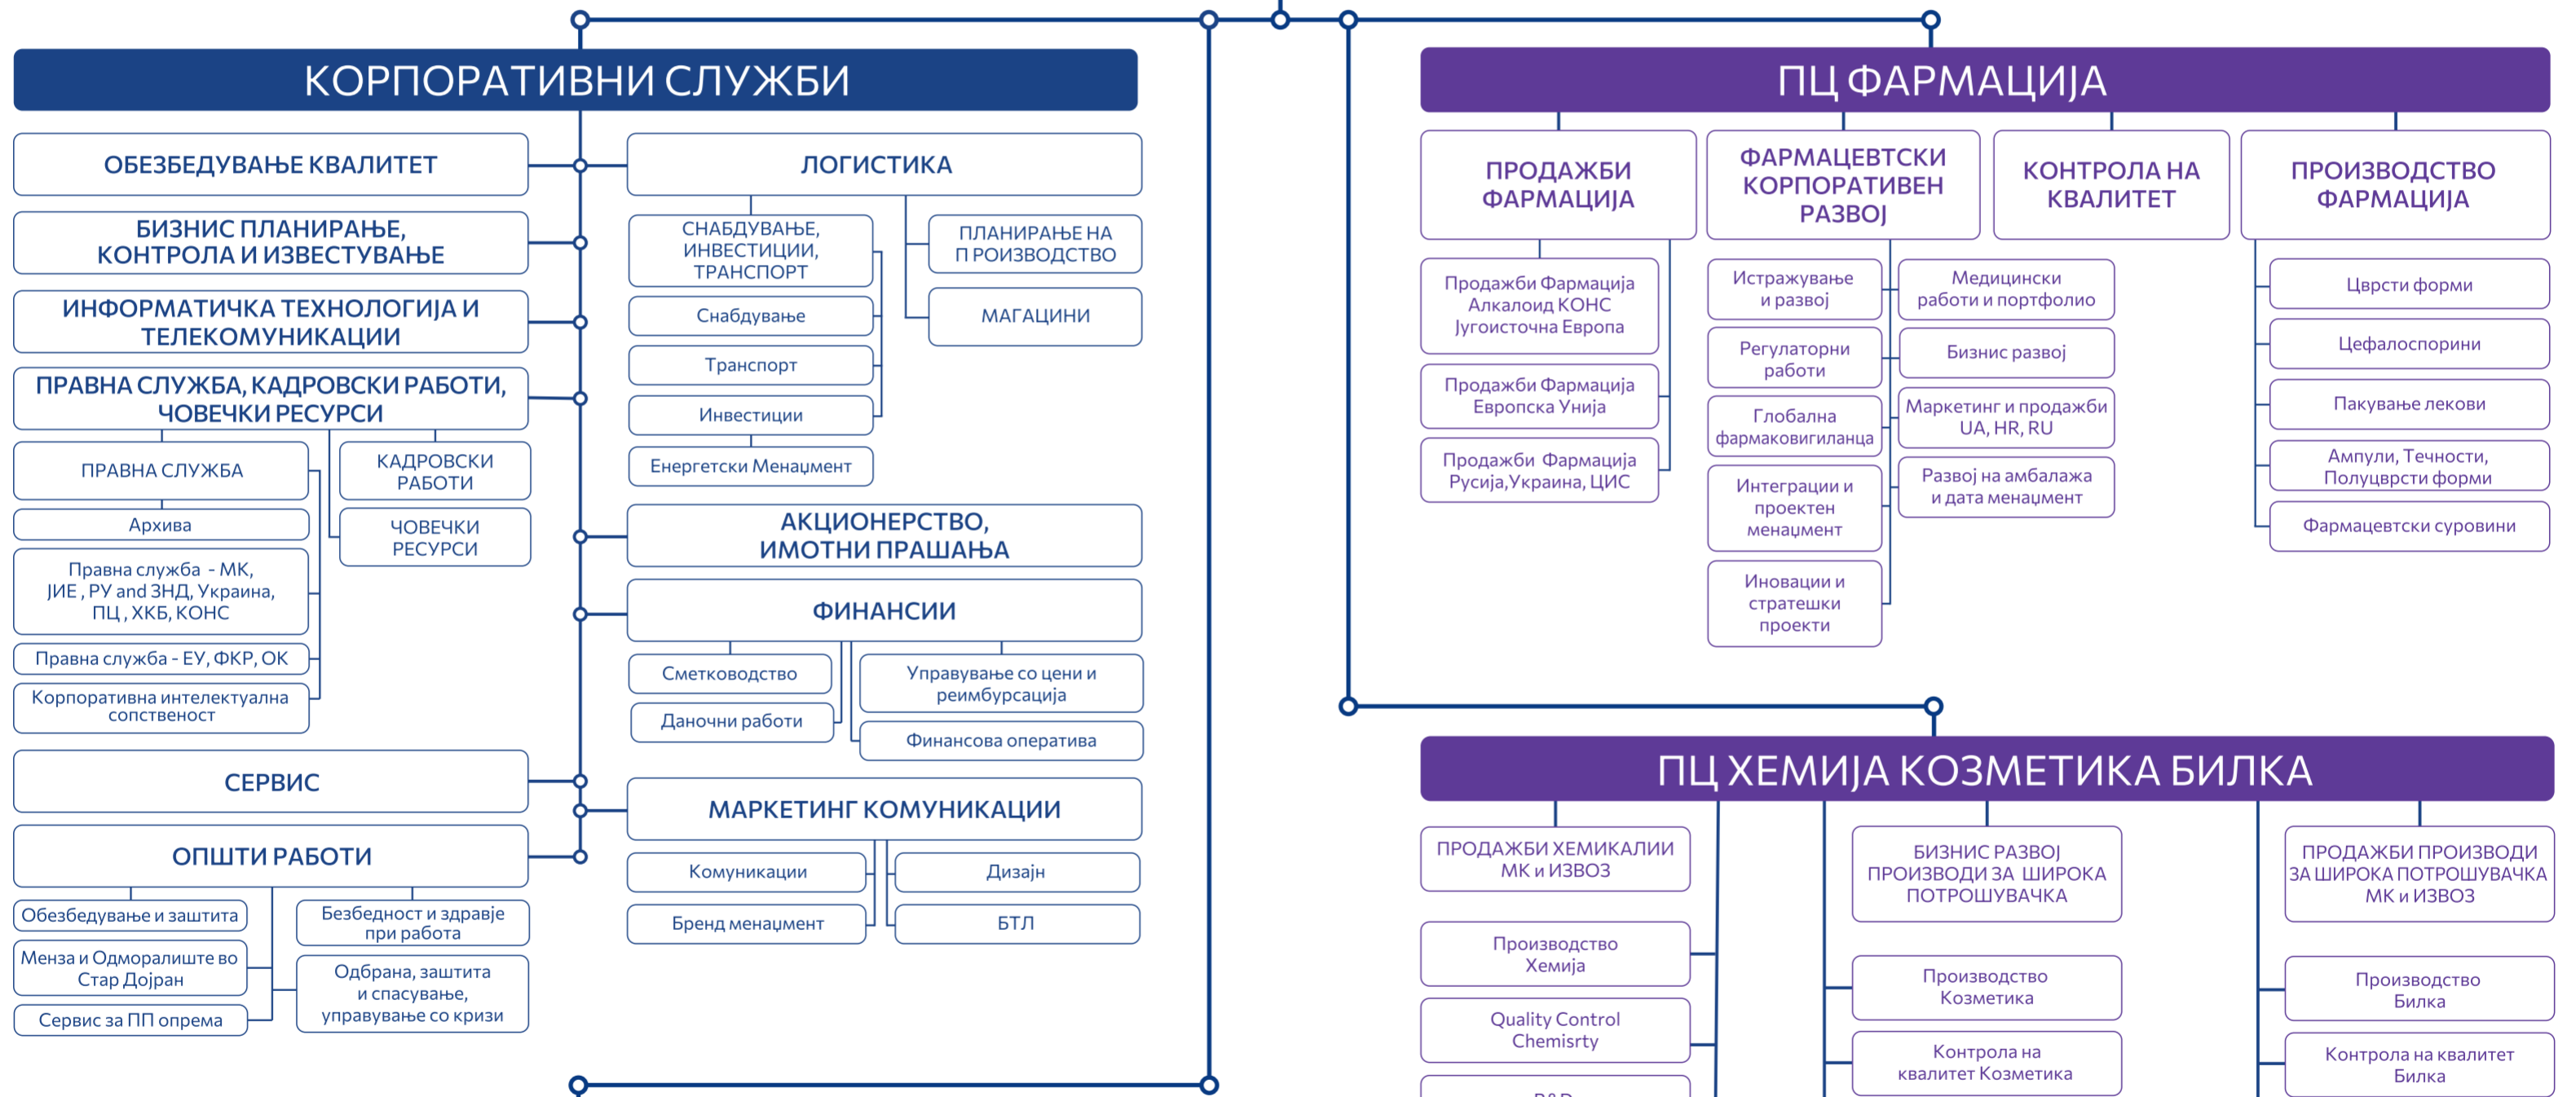 КОРПОРАТИВНИ СЛУЖБИ
ОБЕЗБЕДУВАЊЕ КВАЛИТЕТ
БИЗНИС ПЛАНИРАЊЕ,
КОНТРОЛА И ИЗВЕСТУВАЊЕ
ИНФОРМАТИЧКА ТЕХНОЛОГИЈА И
ТЕЛЕКОМУНИКАЦИИ
ПРАВНА СЛУЖБА, КАДРОВСКИ РАБОТИ,
ЧОВЕЧКИ РЕСУРСИ
ПРАВНА СЛУЖБА
Архива
Правна служба - МК,
ЈИЕ , РУ and ЗНД, Украина,
ПЦ , ХКБ, КОНС
Правна служба - ЕУ, ФКР, ОК
Корпоративна интелектуална
сопственост
КАДРОВСКИ
РАБОТИ
ЧОВЕЧКИ
РЕСУРСИ
СЕРВИС
ОПШТИ РАБОТИ
Обезбедување и заштита
Менза и Одморалиште во
Стар Дојран
Сервис за ПП опрема
Безбедност и здравје
при работа
Одбрана, заштита
и спасување,
управување со кризи
ЛОГИСТИКА
СНАБДУВАЊЕ,
ИНВЕСТИЦИИ,
ТРАНСПОРТ
Снабдување
Транспорт
Инвестиции
Енергетски Менаџмент
ПЛАНИРАЊЕ НА
П РОИЗВОДСТВО
МАГАЦИНИ
АКЦИОНЕРСТВО,
ИМОТНИ ПРАШАЊА
ФИНАНСИИ
Сметководство
Даночни работи
Управување со цени и
реимбурсација
Финансова оператива
МАРКЕТИНГ КОМУНИКАЦИИ
Комуникации
Бренд менаџмент
Дизајн
БТЛ
ПЦ ФАРМАЦИЈА
ПРОДАЖБИ
ФАРМАЦИЈА
Продажби Фармација
Алкалоид КОНС
Југоисточна Европа
Продажби Фармација
Европска Унија
Продажби Фармација
Русија,Украина, ЦИС
ФАРМАЦЕВТСКИ
КОРПОРАТИВЕН
РАЗВОЈ
Истражување
и развој
Регулаторни
работи
Глобална
фармаковигиланца
Интеграции и
проектен
менаџмент
Иновации и
стратешки
проекти
Медицински
работи и портфолио
Бизнис развој
Маркетинг и продажби
UA, HR, RU
Развој на амбалажа
и дата менаџмент
КОНТРОЛА НА
КВАЛИТЕТ
ПРОИЗВОДСТВО
ФАРМАЦИЈА
Цврсти форми
Цефалоспорини
Пакување лекови
Ампули, Течности,
Полуцврсти форми
Фармацевтски суровини
ПЦ ХЕМИЈА КОЗМЕТИКА БИЛКА
ПРОДАЖБИ ХЕМИКАЛИИ
МК и ИЗВОЗ
Производство
Хемија
Quality Control
Chemisrty
БИЗНИС РАЗВОЈ
ПРОИЗВОДИ ЗА ШИРОКА
ПОТРОШУВАЧКА
Производство
Козметика
Контрола на
квалитет Козметика
ПРОДАЖБИ ПРОИЗВОДИ
ЗА ШИРОКА ПОТРОШУВАЧКА
МК и ИЗВОЗ
Производство
Билка
Контрола на квалитет
Билка